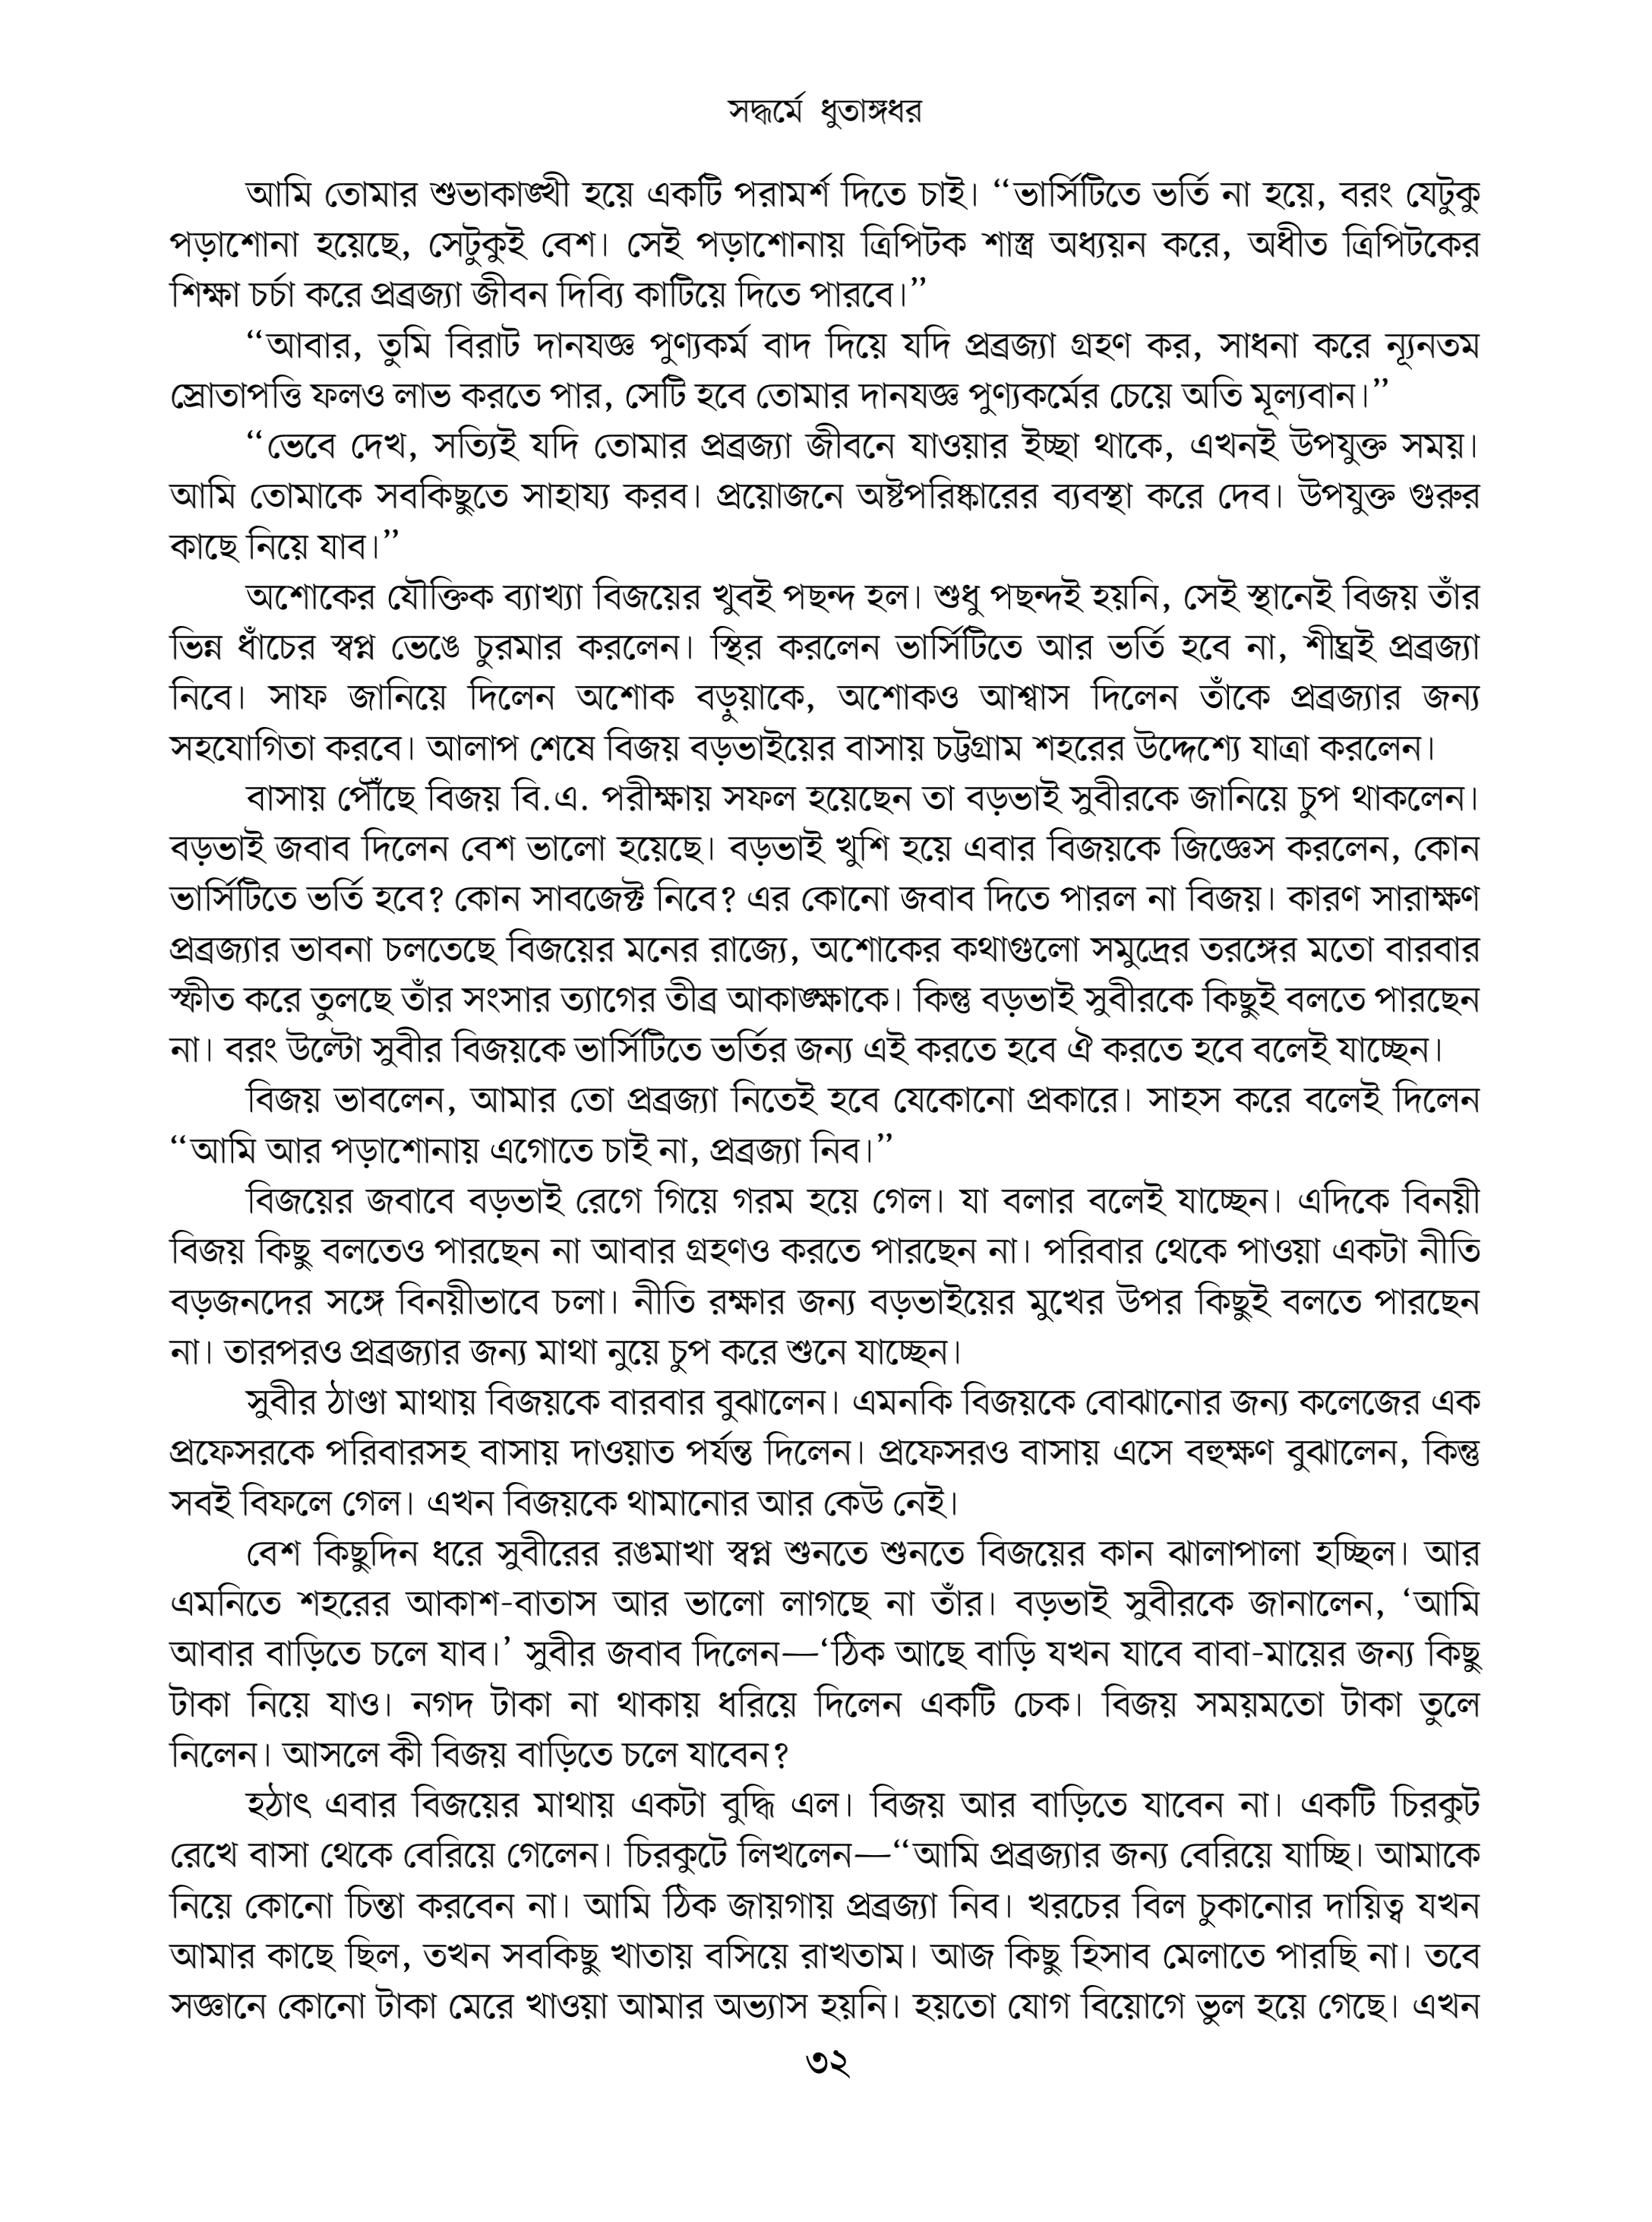 সদ্ধর্মে ধুতাঙ্গধর
আমি তোমার শুভাকাঙ্খী হয়ে একটি পরামর্শ দিতে চাই। “ভার্সিটিতে ভর্তি না হয়ে, বরং যেটুকু
পড়াশোনা হয়েছে, সেটুকুই বেশ। সেই পড়াশোনায় ত্রিপিটক শাস্ত্র অধ্যয়ন করে, অধীত ত্রিপিটকের
শিক্ষা চর্চা করে প্রব্রজ্যা জীবন দিব্যি কাটিয়ে দিতে পারবে।”
“আবার, তুমি বিরাট দানযজ্ঞ পুণ্যকর্ম বাদ দিয়ে যদি প্রব্রজ্যা গ্রহণ কর, সাধনা করে ন্যূনতম
স্রোতাপত্তি ফলও লাভ করতে পার, সেটি হবে তোমার দানযজ্ঞ পুণ্যকর্মের চেয়ে অতি মূল্যবান।”
“ভেবে দেখ, সত্যিই যদি তোমার প্রব্রজ্যা জীবনে যাওয়ার ইচ্ছা থাকে, এখনই উপযুক্ত সময়।
আমি তোমাকে সবকিছুতে সাহায্য করব। প্রয়োজনে অষ্টপরিষ্কারের ব্যবস্থা করে দেব। উপযুক্ত গুরুর
কাছে নিয়ে যাব।”
অশোকের যৌক্তিক ব্যাখ্যা বিজয়ের খুবই পছন্দ হল। শুধু পছন্দই হয়নি, সেই স্থানেই বিজয় তাঁর
ভিন্ন ধাঁচের স্বপ্ন ভেঙে চুরমার করলেন। স্থির করলেন ভার্সিটিতে আর ভর্তি হবে না, শীঘ্রই প্রব্রজ্যা
নিবে। সাফ জানিয়ে দিলেন অশোক বড়ুয়াকে, অশোকও আশ্বাস দিলেন তাঁকে প্রব্রজ্যার জন্য
সহযোগিতা করবে। আলাপ শেষে বিজয় বড়ভাইয়ের বাসায় চট্টগ্রাম শহরের উদ্দেশ্যে যাত্রা করলেন।
বাসায় পৌঁছে বিজয় বি.এ. পরীক্ষায় সফল হয়েছেন তা বড়ভাই সুবীরকে জানিয়ে চুপ থাকলেন।
বড়ভাই জবাব দিলেন বেশ ভালো হয়েছে। বড়ভাই খুশি হয়ে এবার বিজয়কে জিজ্ঞেস করলেন, কোন
ভার্সিটিতে ভর্তি হবে? কোন সাবজেক্ট নিবে? এর কোনো জবাব দিতে পারল না বিজয়। কারণ সারাক্ষণ
প্রব্রজ্যার ভাবনা চলতেছে বিজয়ের মনের রাজ্যে, অশোকের কথাগুলো সমুদ্রের তরঙ্গের মতো বারবার
স্ফীত করে তুলছে তাঁর সংসার ত্যাগের তীব্র আকাঙ্ক্ষাকে। কিন্তু বড়ভাই সুবীরকে কিছুই বলতে পারছেন
না। বরং উল্টো সুবীর বিজয়কে ভার্সিটিতে ভর্তির জন্য এই করতে হবে ঐ করতে হবে বলেই যাচ্ছেন।
বিজয় ভাবলেন, আমার তো প্রব্রজ্যা নিতেই হবে যেকোনো প্রকারে। সাহস করে বলেই দিলেন
“আমি আর পড়াশোনায় এগোতে চাই না, প্রব্রজ্যা নিব।”
বিজয়ের জবাবে বড়ভাই রেগে গিয়ে গরম হয়ে গেল। যা বলার বলেই যাচ্ছেন। এদিকে বিনয়ী
বিজয় কিছু বলতেও পারছেন না আবার গ্রহণও করতে পারছেন না। পরিবার থেকে পাওয়া একটা নীতি
বড়জনদের সঙ্গে বিনয়ীভাবে চলা। নীতি রক্ষার জন্য বড়ভাইয়ের মুখের উপর কিছুই বলতে পারছেন
না। তারপরও প্রব্রজ্যার জন্য মাথা নুয়ে চুপ করে শুনে যাচ্ছেন।
সুবীর ঠাণ্ডা মাথায় বিজয়কে বারবার বুঝালেন। এমনকি বিজয়কে বোঝানোর জন্য কলেজের এক
প্রফেসরকে পরিবারসহ বাসায় দাওয়াত পর্যন্ত দিলেন। প্রফেসরও বাসায় এসে বহুক্ষণ বুঝালেন, কিন্তু
সবই বিফলে গেল। এখন বিজয়কে থামানোর আর কেউ নেই।
বেশ কিছুদিন ধরে সুবীরের রঙমাখা স্বপ্ন শুনতে শুনতে বিজয়ের কান ঝালাপালা হচ্ছিল। আর
এমনিতে শহরের আকাশ-বাতাস আর ভালো লাগছে না তাঁর। বড়ভাই সুবীরকে জানালেন, ‘আমি
আবার বাড়িতে চলে যাব।’ সুবীর জবাব দিলেন—‘ঠিক আছে বাড়ি যখন যাবে বাবা-মায়ের জন্য কিছু
টাকা নিয়ে যাও। নগদ টাকা না থাকায় ধরিয়ে দিলেন একটি চেক। বিজয় সময়মতো টাকা তুলে
নিলেন। আসলে কী বিজয় বাড়িতে চলে যাবেন?
হঠাৎ এবার বিজয়ের মাথায় একটা বুদ্ধি এল। বিজয় আর বাড়িতে যাবেন না। একটি চিরকুট
রেখে বাসা থেকে বেরিয়ে গেলেন। চিরকুটে লিখলেন—“আমি প্রব্রজ্যার জন্য বেরিয়ে যাচ্ছি। আমাকে
নিয়ে কোনো চিন্তা করবেন না। আমি ঠিক জায়গায় প্রব্রজ্যা নিব। খরচের বিল চুকানোর দায়িত্ব যখন
আমার কাছে ছিল, তখন সবকিছু খাতায় বসিয়ে রাখতাম। আজ কিছু হিসাব মেলাতে পারছি না। তবে
সজ্ঞানে কোনো টাকা মেরে খাওয়া আমার অভ্যাস হয়নি। হয়তো যোগ বিয়োগে ভুল হয়ে গেছে। এখন
৩২